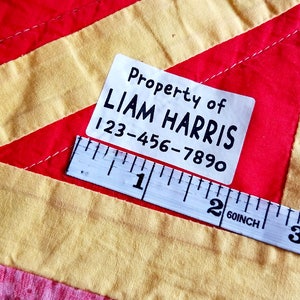 Property of
LIAM HARRIS
123-456-7890
1 2 60INCH 3